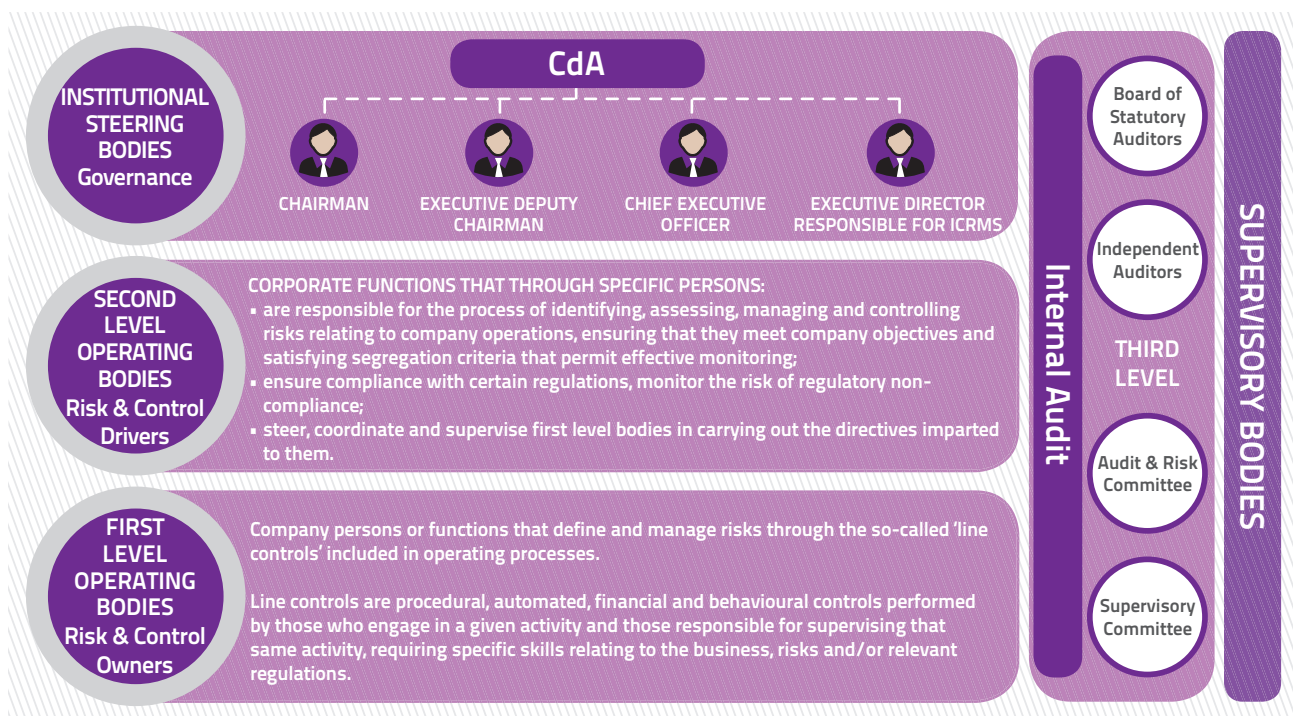 INSTITUTIONAL
STEERING
BODIES
Governance
CdA
CHAIRMAN
EXECUTIVE DEPUTY
CHAIRMAN
CHIEF EXECUTIVE
OFFICER
EXECUTIVE DIRECTOR
RESPONSIBLE FOR ICRMS
SECOND
LEVEL
OPERATING
BODIES
Risk & Control
Drivers
CORPORATE FUNCTIONS THAT THROUGH SPECIFIC PERSONS:
▪ are responsible for the process of identifying, assessing, managing and controlling
risks relating to company operations, ensuring that they meet company objectives and
satisfying segregation criteria that permit effective monitoring;
▪ ensure compliance with certain regulations, monitor the risk of regulatory non-
compliance;
▪ steer, coordinate and supervise first level bodies in carrying out the directives imparted
to them.
FIRST
LEVEL
OPERATING
BODIES
Risk & Control
Owners
Company persons or functions that define and manage risks through the so-called ‘line
controls’ included in operating processes.
Line controls are procedural, automated, financial and behavioural controls performed
by those who engage in a given activity and those responsible for supervising that
same activity, requiring specific skills relating to the business, risks and/or relevant
regulations.
Internal Audit
Board of
Statutory
Auditors
Independent
Auditors
THIRD
LEVEL
Audit & Risk
Committee
Supervisory
Committee
SUPERVISORY BODIES